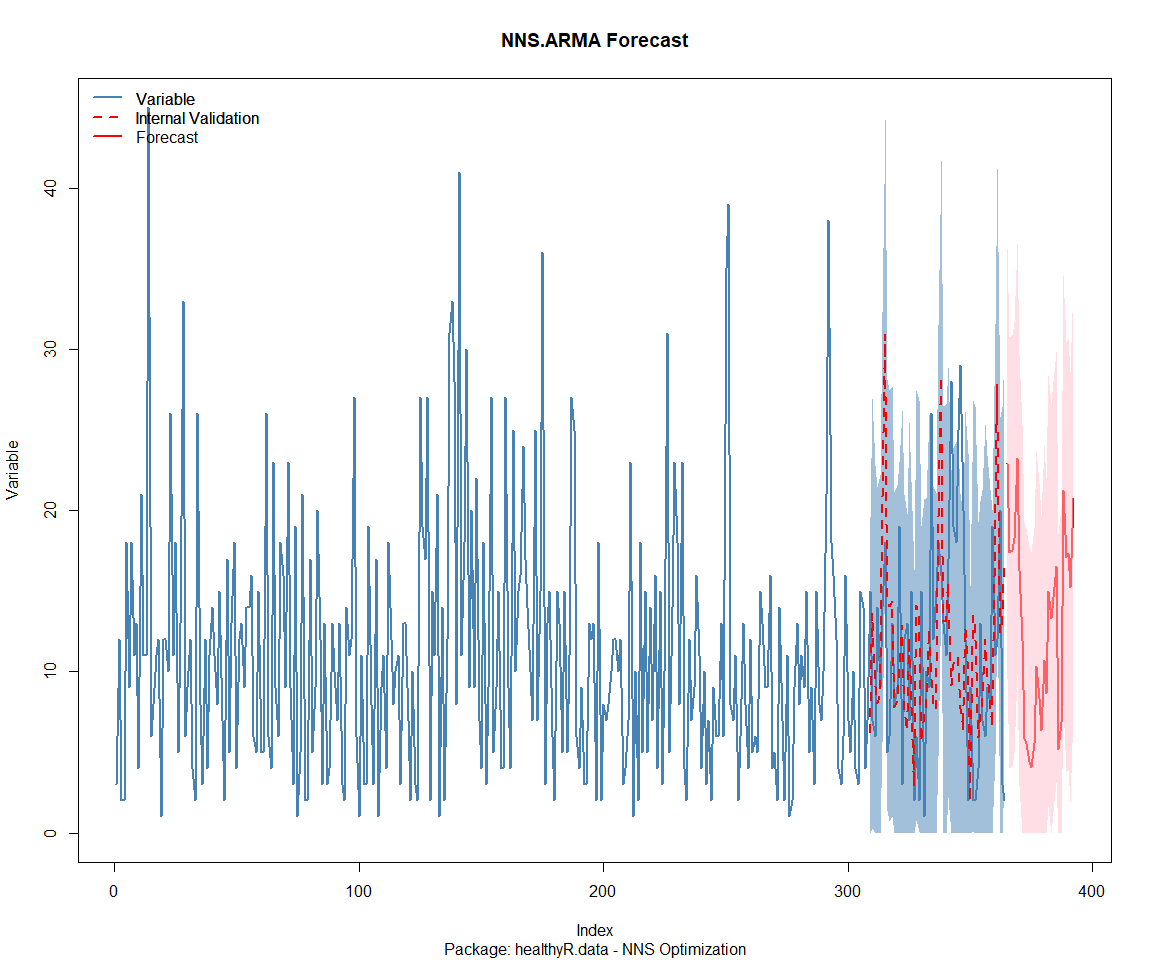 NNS.ARMA Forecast
Variable
Internal Validation
Forecast
Variable
40
30
20
10
0
0
100
200
300
400
Index
Package: healthyR.data - NNS Optimization